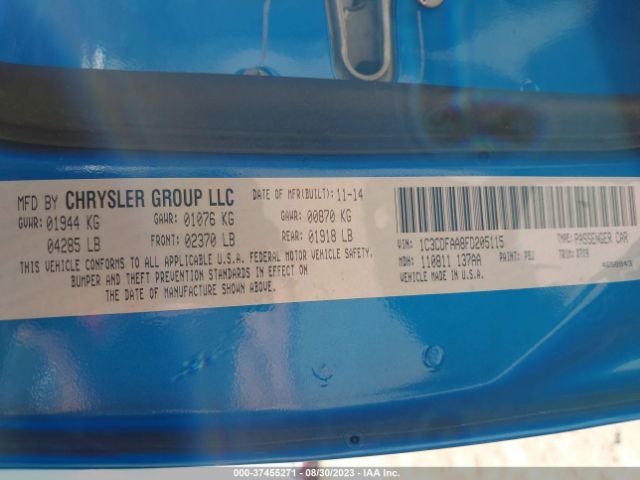 MFD BY CHRYSLER GROUP LLC
DATE OF MFR(BUILT): 11-14
GVWR: 01944 KG
GAWR: 01076 KG
GAWR: 00870 KG
04285 LB
FRONT: 02370 LB
REAR: 01918 LB
THIS VEHICLE CONFORMS TO ALL APPLICABLE U.S.A. FEDERAL MOTOR VEHICLE SAFETY,
BUMPER AND THEFT PREVENTION STANDARDS IN EFFECT ON
THE DATE OF MANUFACTURE SHOWN ABOVE.
VIN: 1C3CDFAA8FD205115
TYPE: PASSENGER CAR
MDH: 110811 137AA
PAINT: PBJ
TRIM:
VEHICLE MADE IN U.S.A.
0-000 - 37455271 - 08/30/2023 - IAA Inc.